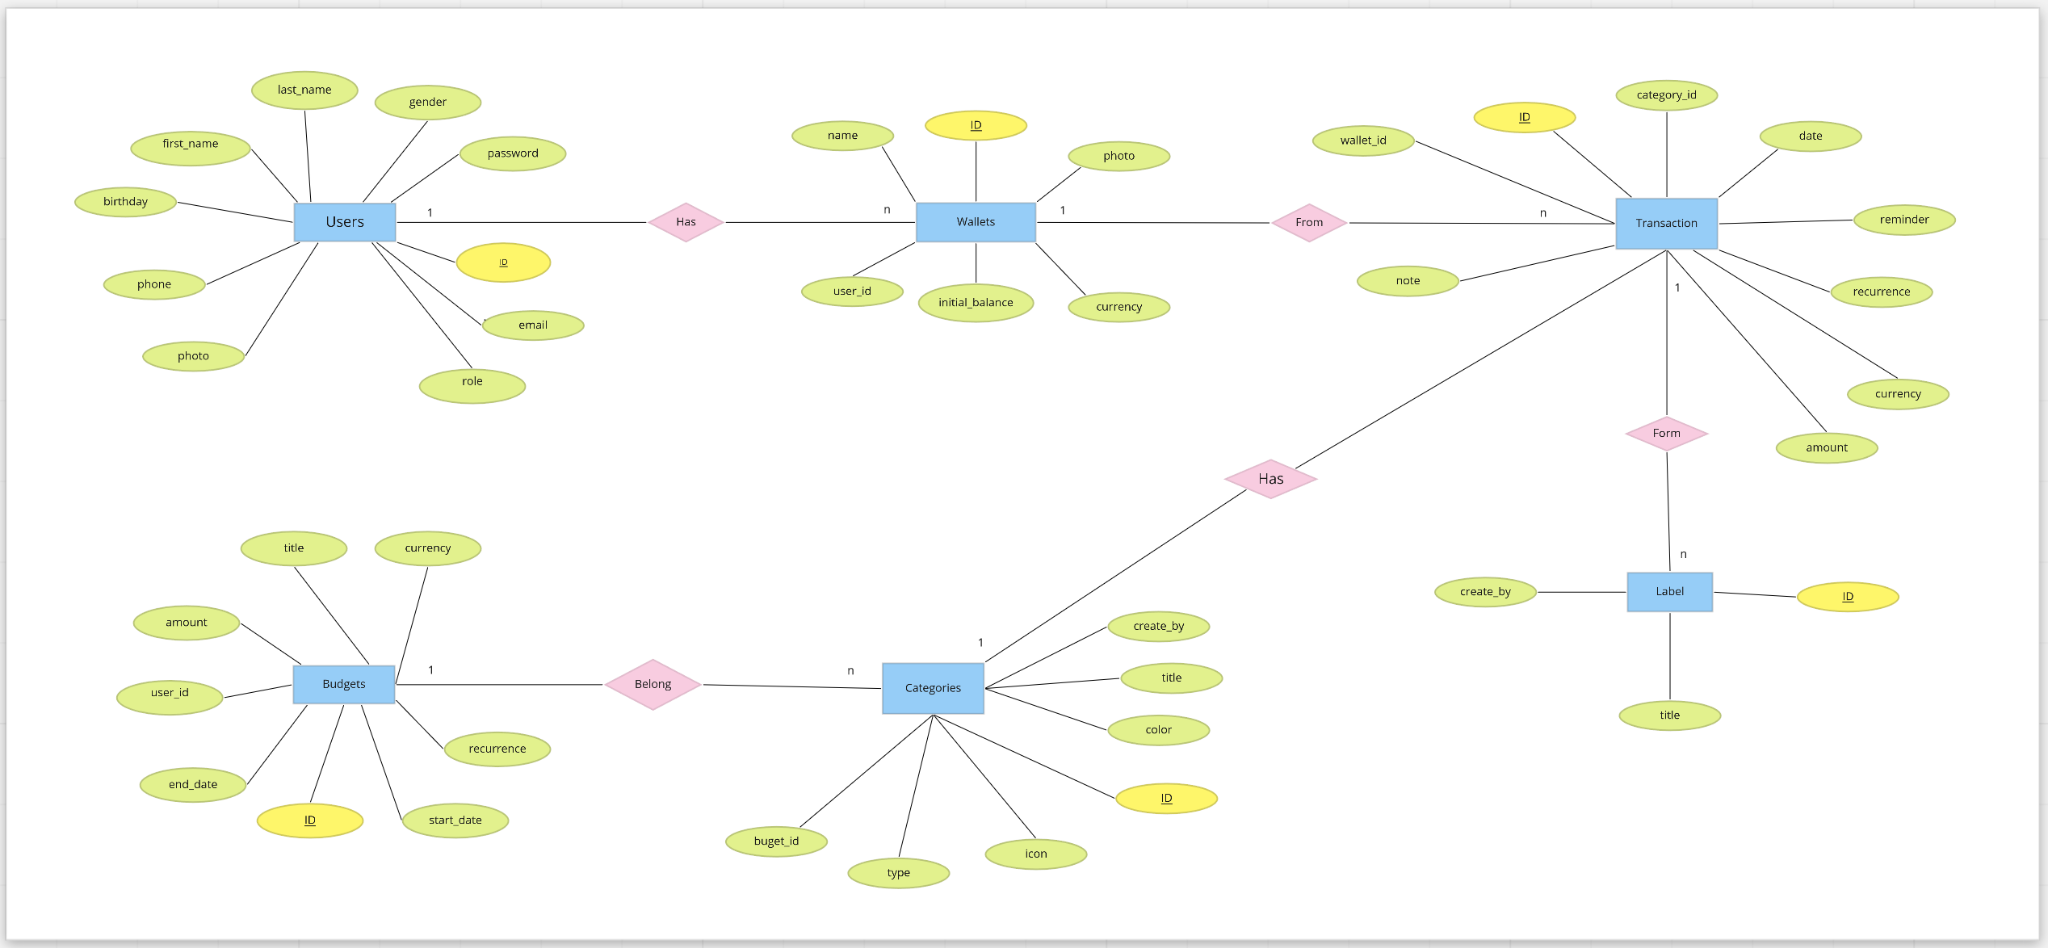 last_name
gender
first_name
password
birthday
Users
1
ID
phone
email
photo
role
Has
n
name
ID
photo
Wallets
user_id
initial_balance
currency
1
From
n
wallet_id
ID
category_id
date
Transaction
reminder
note
recurrence
1
currency
amount
Form
n
Has
1
create_by
Label
ID
title
title
currency
amount
Budgets
1
user_id
recurrence
end_date
ID
start_date
Belong
n
Categories
create_by
title
color
ID
buget_id
type
icon